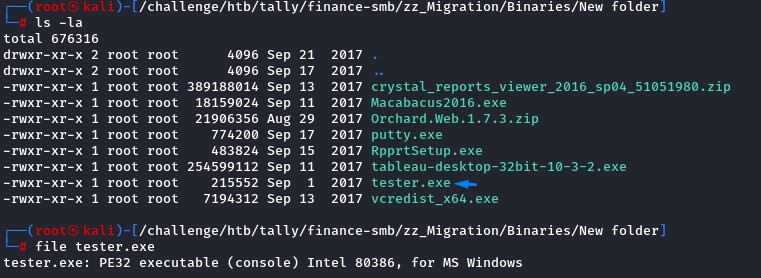 ┌──(root㉿kali)-[/challenge/htb/tally/finance-smb/zz_Migration/Binaries/New folder]
└─# ls -la
total 676316
drwxr-xr-x 2 root root      4096 Sep 21  2017 .
drwxr-xr-x 2 root root      4096 Sep 17  2017 ..
-rwxr-xr-x 1 root root 389188014 Sep 13  2017 crystal_reports_viewer_2016_sp04_51051980.zip
-rwxr-xr-x 1 root root  18159024 Sep 11  2017 Macabacus2016.exe
-rwxr-xr-x 1 root root  21906356 Aug 29  2017 Orchard.Web.1.7.3.zip
-rwxr-xr-x 1 root root    774200 Sep 17  2017 putty.exe
-rwxr-xr-x 1 root root    483824 Sep 15  2017 RpprtSetup.exe
-rwxr-xr-x 1 root root 254599112 Sep 11  2017 tableau-desktop-32bit-10-3-2.exe
-rwxr-xr-x 1 root root    215552 Sep  1  2017 tester.exe
-rwxr-xr-x 1 root root   7194312 Sep 13  2017 vcredist_x64.exe
┌──(root㉿kali)-[/challenge/htb/tally/finance-smb/zz_Migration/Binaries/New folder]
└─# file tester.exe
tester.exe: PE32 executable (console) Intel 80386, for MS Windows